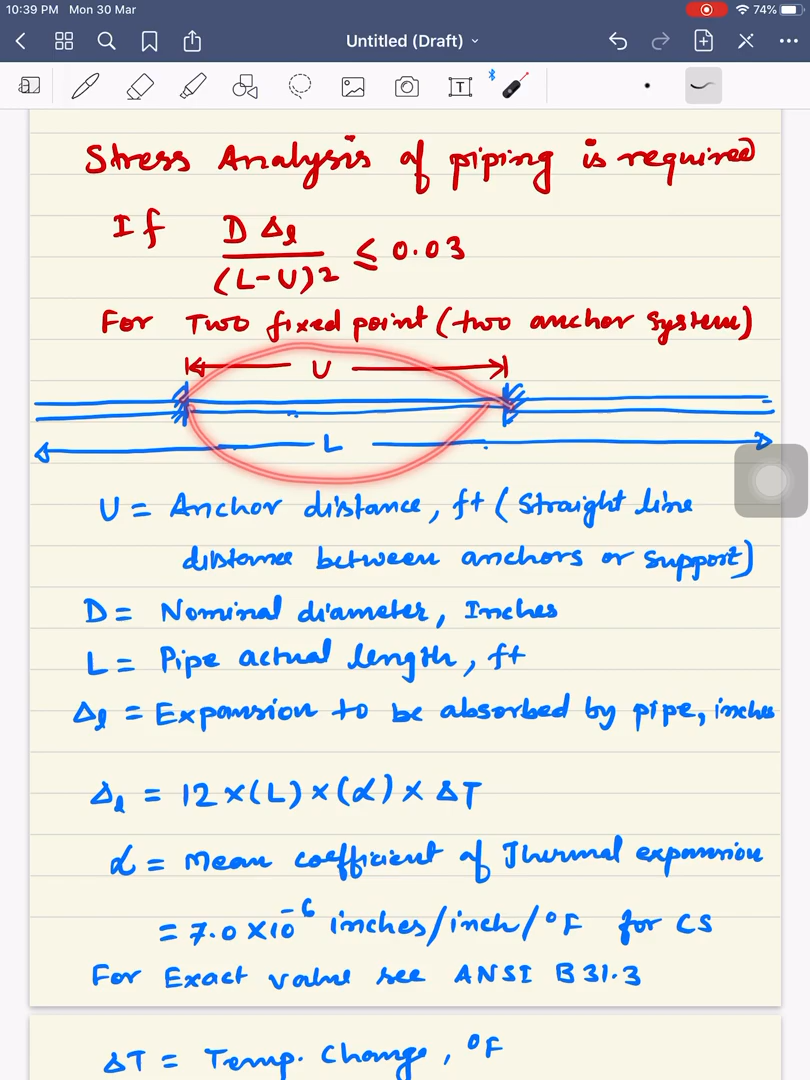 10:39 PM Mon 30 Mar 74%
Untitled (Draft)
T
Stress Analysis of piping is required
If D Δl / (L-U)² ≤ 0.03
For Two fixed point (two anchor system)
U
L
U = Anchor distance, ft (Straight line
distance between anchors or support)
D = Nominal diameter, Inches
L = Pipe actual length, ft
Δl = Expansion to be absorbed by pipe, inches
Δl = 12 × (L) × (α) × ΔT
α = Mean coefficient of Thermal expansion
= 7.0 × 10⁻⁶ inches/inch/°F for CS
For Exact value see ANSI B 31.3
ΔT = Temp. Change, °F